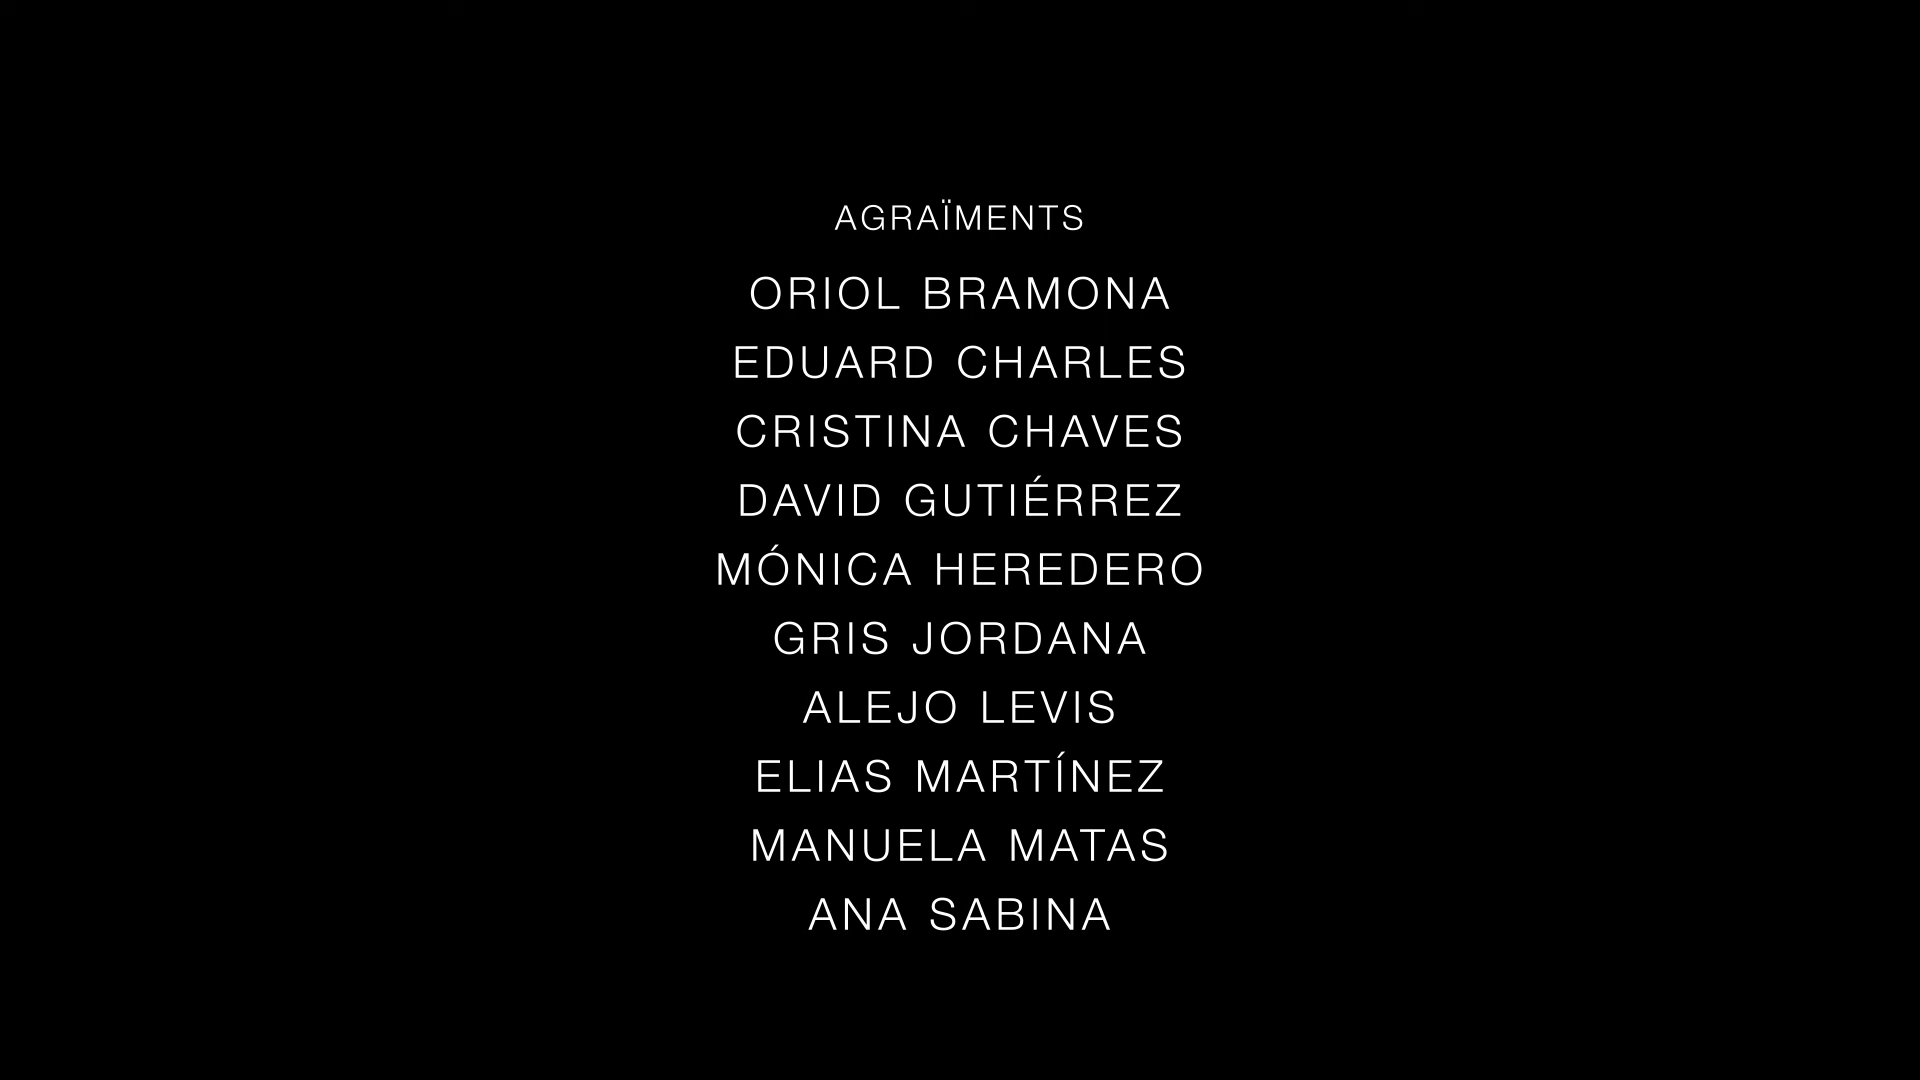 AGRAÏMENTS
ORIOL BRAMONA
EDUARD CHARLES
CRISTINA CHAVES
DAVID GUTIÉRREZ
MÓNICA HEREDERO
GRIS JORDANA
ALEJO LEVIS
ELIAS MARTÍNEZ
MANUELA MATAS
ANA SABINA